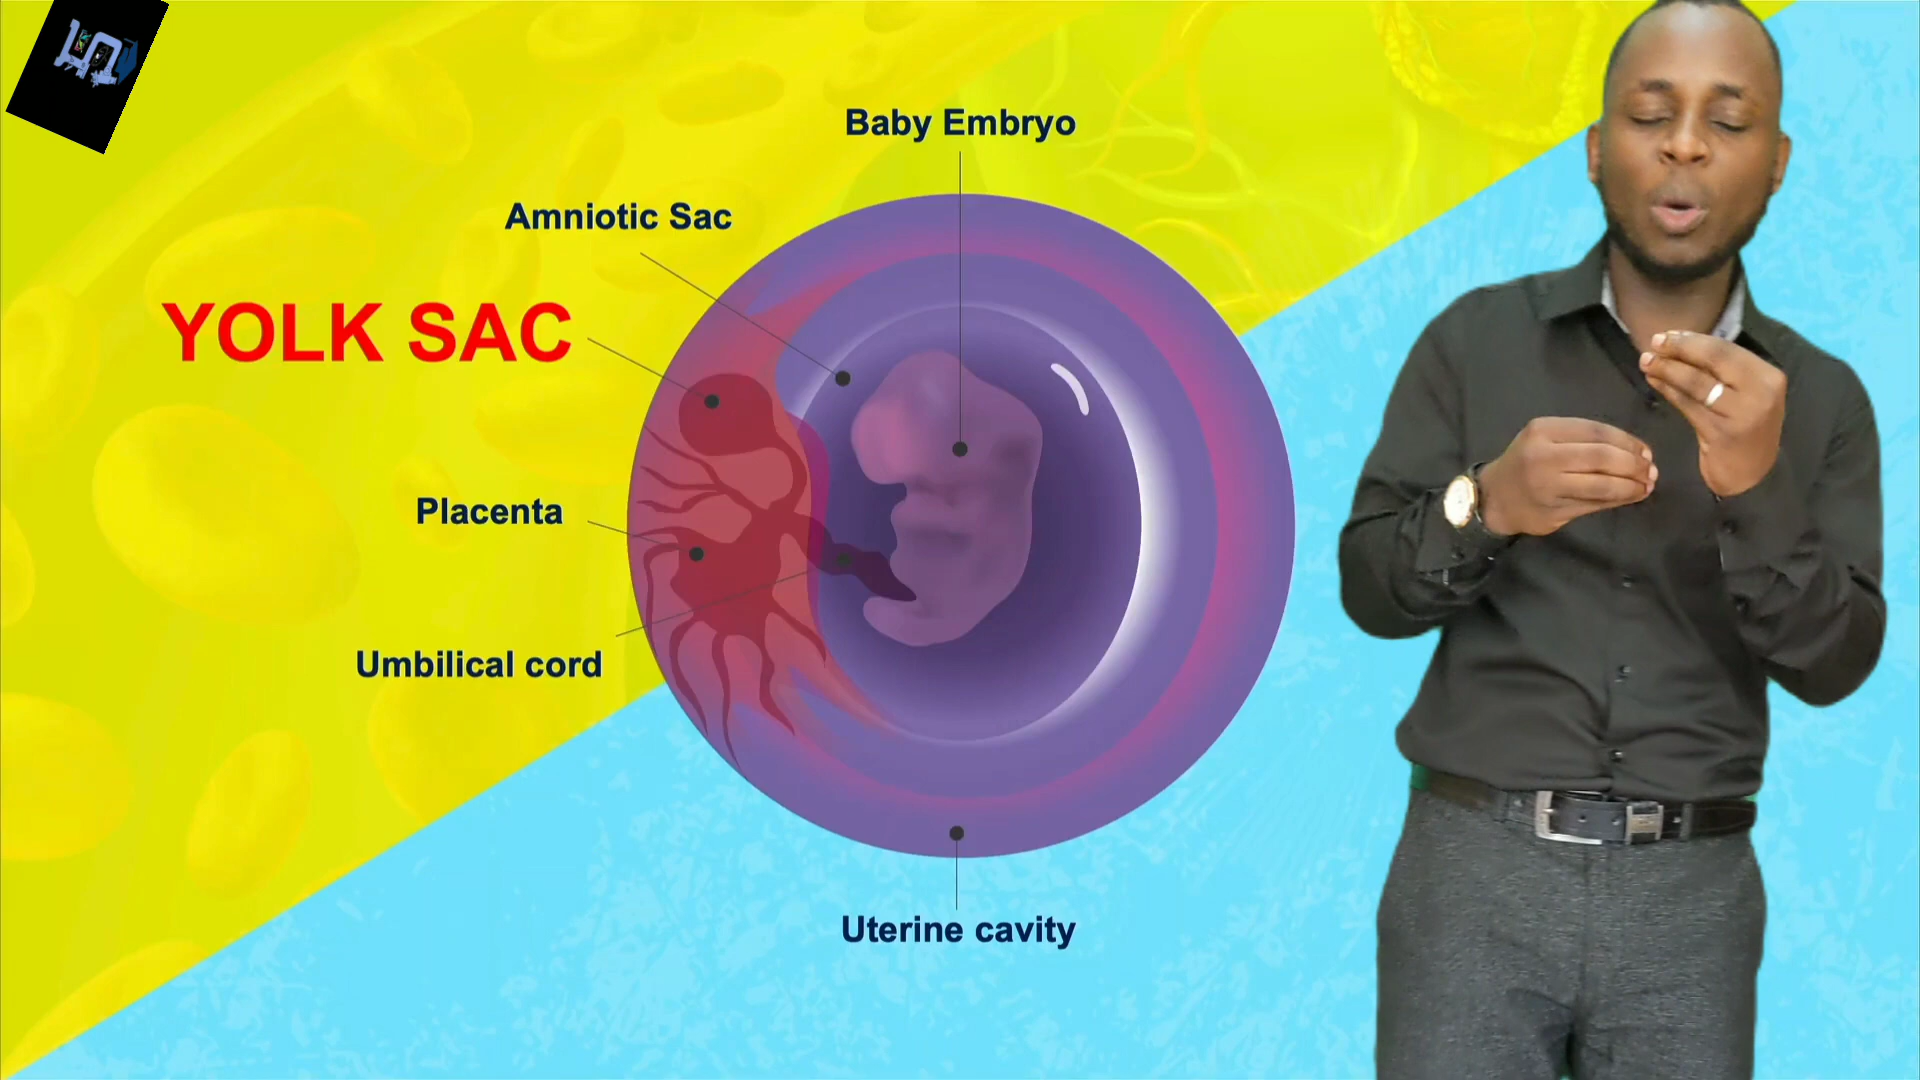 Baby Embryo
Amniotic Sac
YOLK SAC
Placenta
Umbilical cord
Uterine cavity